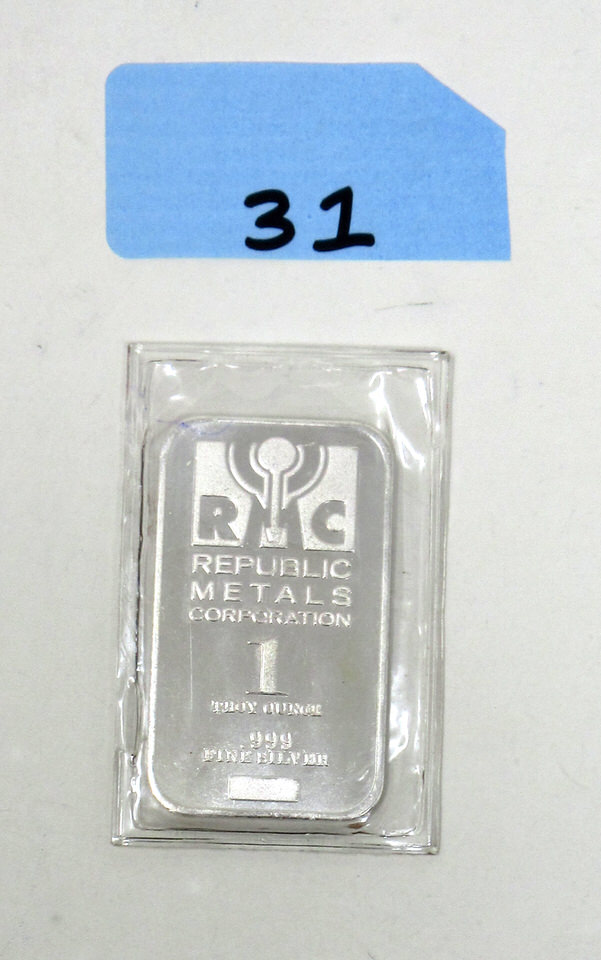 31
RMC
REPUBLIC
METALS
CORPORATION
1
TROY OUNCE
.999
FINE SILVER